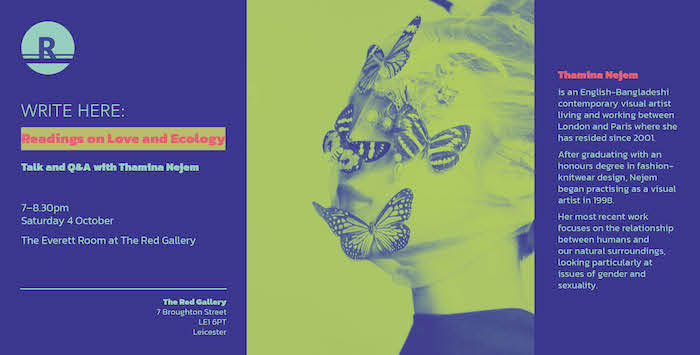 R
WRITE HERE:
Readings on Love and Ecology
Talk and Q&A with Thamina Nejem
7–8.30pm
Saturday 4 October
The Everett Room at The Red Gallery
The Red Gallery
7 Broughton Street
LE1 6PT
Leicester
Thamina Nejem
is an English-Bangladeshi
contemporary visual artist
living and working between
London and Paris where she
has resided since 2001.
After graduating with an
honours degree in fashion-
knitwear design, Nejem
began practising as a visual
artist in 1998.
Her most recent work
focuses on the relationship
between humans and
our natural surroundings,
looking particularly at
issues of gender and
sexuality.